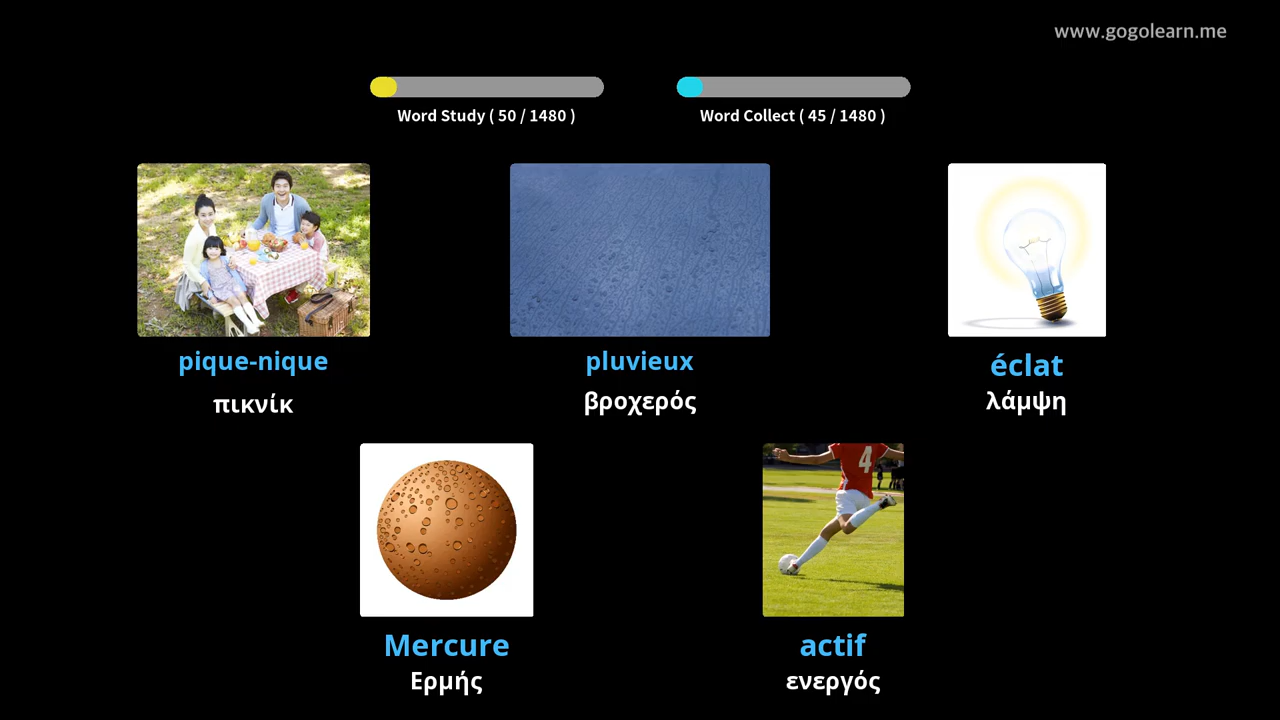 www.gogolearn.me
Word Study ( 50 / 1480 )
Word Collect ( 45 / 1480 )
pique-nique
πικνίκ
pluvieux
βροχερός
éclat
λάμψη
4
Mercure
Ερμής
actif
ενεργός